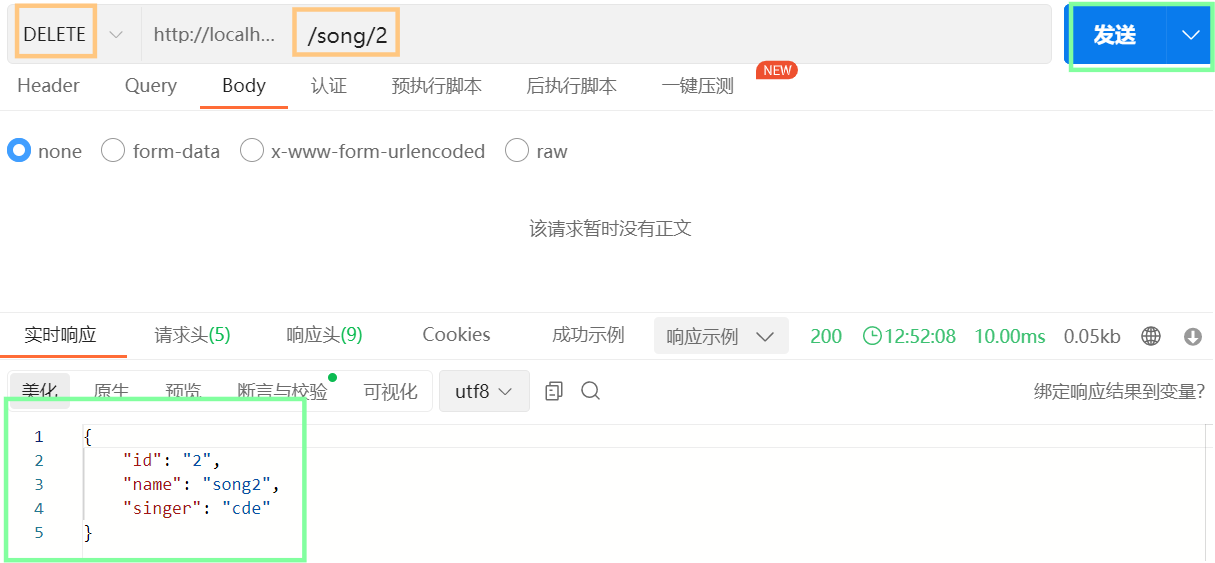 DELETE http://localh... /song/2 发送
NEW
Header Query Body 认证 预执行脚本 后执行脚本 一键压测
none form-data x-www-form-urlencoded raw
该请求暂时没有正文
实时响应 请求头(5) 响应头(9) Cookies 成功示例 响应示例 200 12:52:08 10.00ms 0.05kb
美化 原生 预览 断言与校验 可视化 utf8 绑定响应结果到变量?
1 {
2 "id": "2",
3 "name": "song2",
4 "singer": "cde"
5 }